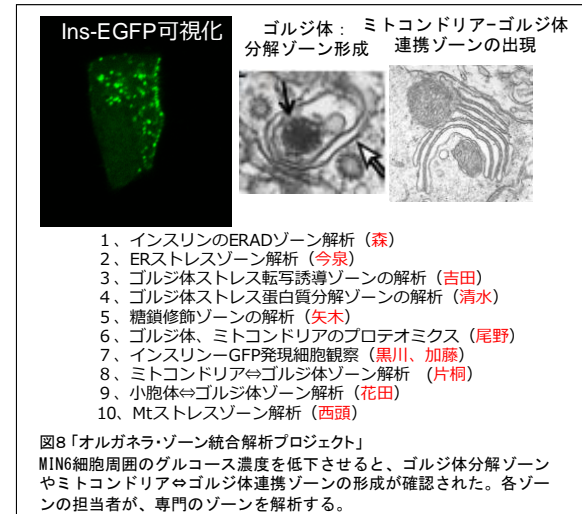 Ins-EGFP可視化
ゴルジ体：
分解ゾーン形成
ミトコンドリア-ゴルジ体
連携ゾーンの出現
1、インスリンのERADゾーン解析（森）
2、ERストレスゾーン解析（今泉）
3、ゴルジ体ストレス転写誘導ゾーンの解析（吉田）
4、ゴルジ体ストレス蛋白質分解ゾーンの解析（清水）
5、糖鎖修飾ゾーンの解析（矢木）
6、ゴルジ体、ミトコンドリアのプロテオミクス（尾野）
7、インスリンーGFP発現細胞観察（黒川、加藤）
8、ミトコンドリア⇔ゴルジ体ゾーン解析　(片桐）
9、小胞体⇔ゴルジ体ゾーン解析（花田）
10、Mtストレスゾーン解析（西頭）
図8「オルガネラ・ゾーン統合解析プロジェクト」
MIN6細胞周囲のグルコース濃度を低下させると、ゴルジ体分解ゾーン
やミトコンドリア⇔ゴルジ体連携ゾーンの形成が確認された。各ゾー
ンの担当者が、専門のゾーンを解析する。